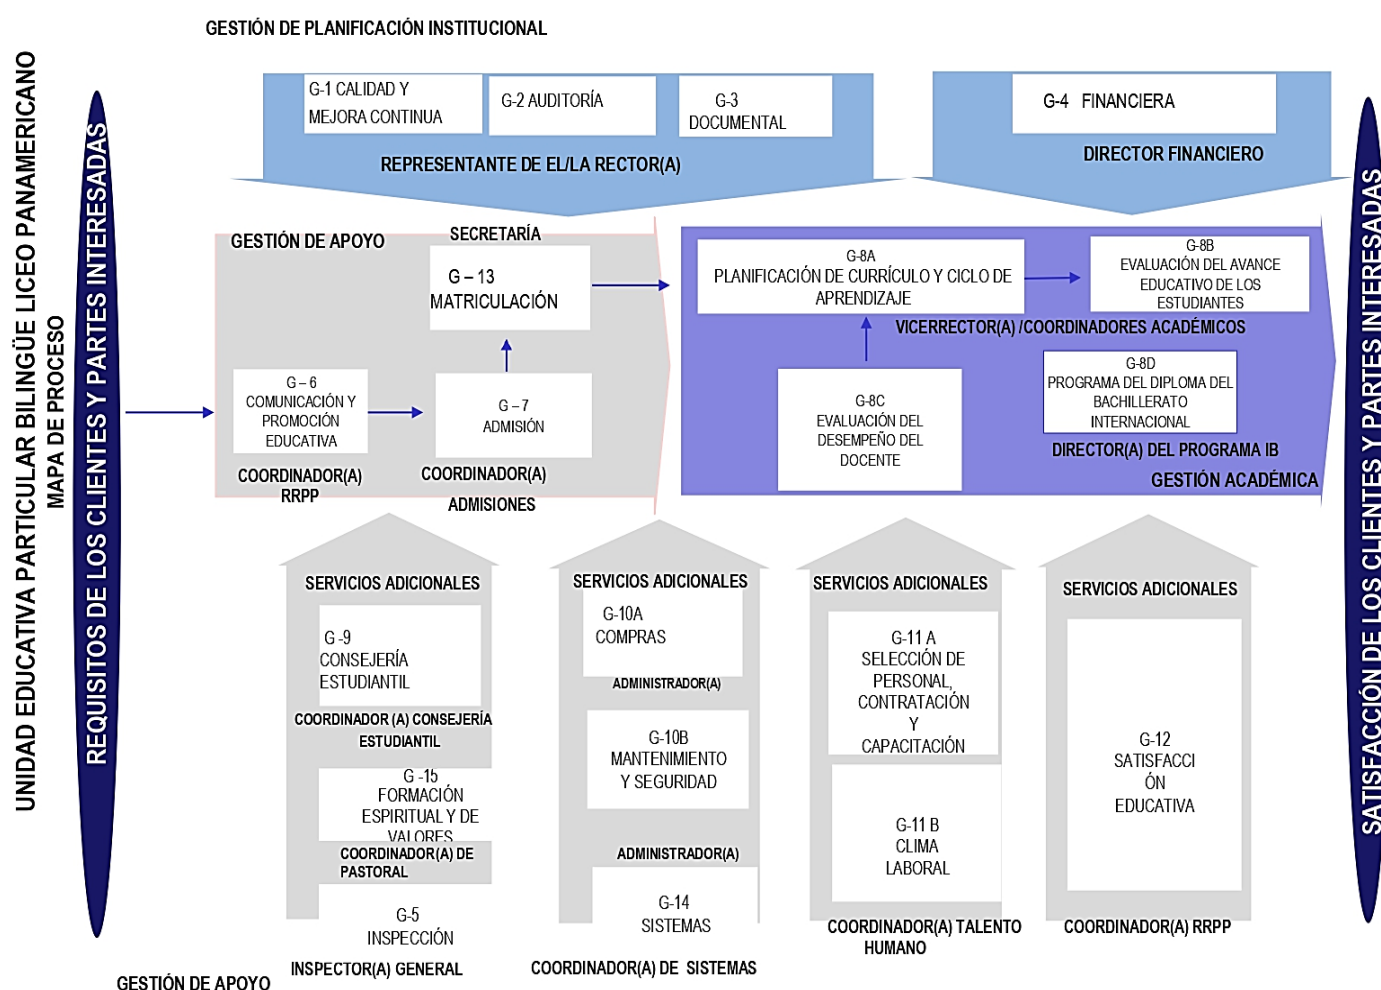 GESTIÓN DE PLANIFICACIÓN INSTITUCIONAL
UNIDAD EDUCATIVA PARTICULAR BILINGÜE LICEO PANAMERICANO
MAPA DE PROCESO
REQUISITOS DE LOS CLIENTES Y PARTES INTERESADAS
G-1 CALIDAD Y
MEJORA CONTINUA
G-2 AUDITORÍA
G-3
DOCUMENTAL
REPRESENTANTE DE EL/LA RECTOR(A)
G-4 FINANCIERA
DIRECTOR FINANCIERO
GESTIÓN DE APOYO
SECRETARÍA
G – 13
MATRICULACIÓN
G – 6
COMUNICACIÓN Y
PROMOCIÓN
EDUCATIVA
COORDINADOR(A)
RRPP
G – 7
ADMISIÓN
COORDINADOR(A)
ADMISIONES
G-8A
PLANIFICACIÓN DE CURRÍCULO Y CICLO DE
APRENDIZAJE
G-8B
EVALUACIÓN DEL AVANCE
EDUCATIVO DE LOS
ESTUDIANTES
VICERRECTOR(A) /COORDINADORES ACADÉMICOS
G-8C
EVALUACIÓN DEL
DESEMPEÑO DEL
DOCENTE
G-8D
PROGRAMA DEL DIPLOMA DEL
BACHILLERATO
INTERNACIONAL
DIRECTOR(A) DEL PROGRAMA IB
GESTIÓN ACADÉMICA
SERVICIOS ADICIONALES
G -9
CONSEJERÍA
ESTUDIANTIL
COORDINADOR (A) CONSEJERÍA
ESTUDIANTIL
G -15
FORMACIÓN
ESPIRITUAL Y DE
VALORES
COORDINADOR(A) DE
PASTORAL
G-5
INSPECCIÓN
INSPECTOR(A) GENERAL
SERVICIOS ADICIONALES
G-10A
COMPRAS
ADMINISTRADOR(A)
G-10B
MANTENIMIENTO
Y SEGURIDAD
ADMINISTRADOR(A)
G-14
SISTEMAS
COORDINADOR(A) DE SISTEMAS
SERVICIOS ADICIONALES
G-11 A
SELECCIÓN DE
PERSONAL,
CONTRATACIÓN
Y
CAPACITACIÓN
G-11 B
CLIMA
LABORAL
COORDINADOR(A) TALENTO
HUMANO
SERVICIOS ADICIONALES
G-12
SATISFACCI
ÓN
EDUCATIVA
COORDINADOR(A) RRPP
GESTIÓN DE APOYO
SATISFACCIÓN DE LOS CLIENTES Y PARTES INTERESADAS